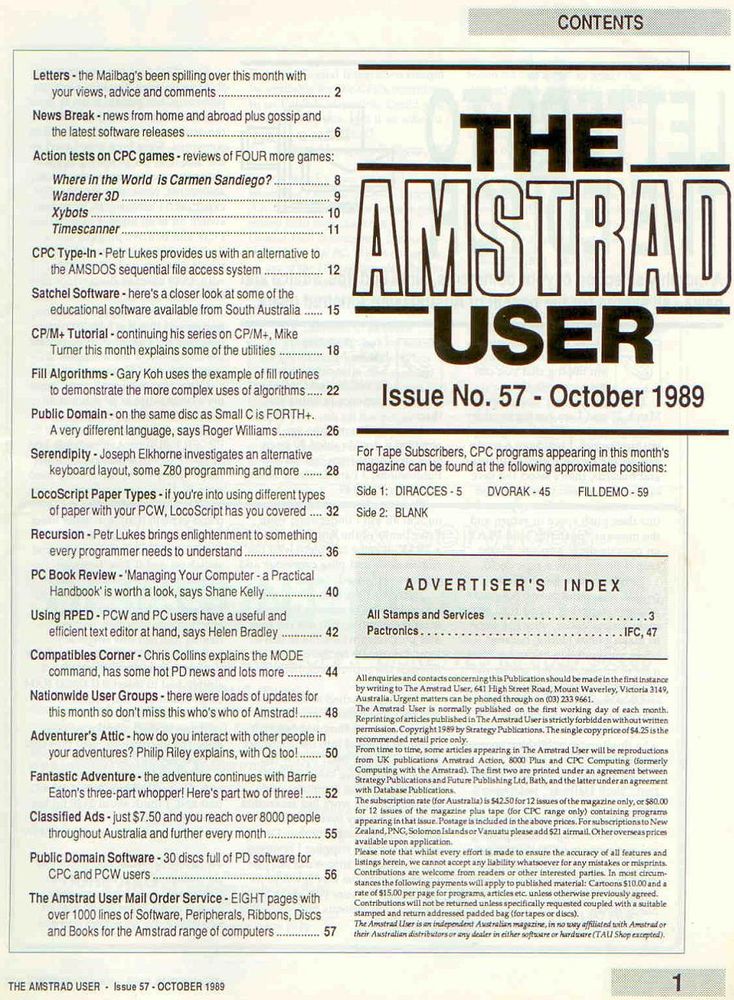 CONTENTS
Letters - the Mailbag's been spilling over this month with
your views, advice and comments ................................ 2
News Break - news from home and abroad plus gossip and
the latest software releases ........................................ 6
Action tests on CPC games - reviews of FOUR more games:
Where in the World is Carmen Sandiego? ................. 8
Wanderer 3D ............................................................ 9
Xybots .................................................................... 10
Timescanner ........................................................... 11
CPC Type-In - Petr Lukes provides us with an alternative to
the AMSDOS sequential file access system ................ 12
Satchel Software - here's a closer look at some of the
educational software available from South Australia ...... 15
CP/M+ Tutorial - continuing his series on CP/M+, Mike
Turner this month explains some of the utilities ............. 18
Fill Algorithms - Gary Koh uses the example of fill routines
to demonstrate the more complex uses of algorithms ..... 22
Public Domain - on the same disc as Small C is FORTH+.
A very different language, says Roger Williams .............. 26
Serendipity - Joseph Elkhorne investigates an alternative
keyboard layout, some Z80 programming and more ...... 28
LocoScript Paper Types - if you're into using different types
of paper with your PCW, LocoScript has you covered .... 32
Recursion - Petr Lukes brings enlightenment to something
every programmer needs to understand ....................... 36
PC Book Review - 'Managing Your Computer - a Practical
Handbook' is worth a look, says Shane Kelly ................ 40
Using RPED - PCW and PC users have a useful and
efficient text editor at hand, says Helen Bradley ............ 42
Compatibles Corner - Chris Collins explains the MODE
command, has some hot PD news and lots more ........... 44
Nationwide User Groups - there were loads of updates for
this month so don't miss this who's who of Amstrad! ...... 48
Adventurer's Attic - how do you interact with other people in
your adventures? Philip Riley explains, with Qs too! ...... 50
Fantastic Adventure - the adventure continues with Barrie
Eaton's three-part whopper! Here's part two of three! .... 52
Classified Ads - just $7.50 and you reach over 8000 people
throughout Australia and further every month ................ 55
Public Domain Software - 30 discs full of PD software for
CPC and PCW users ................................................ 56
The Amstrad User Mail Order Service - EIGHT pages with
over 1000 lines of Software, Peripherals, Ribbons, Discs
and Books for the Amstrad range of computers ............. 57
THE
AMSTRAD
USER
Issue No. 57 - October 1989
For Tape Subscribers, CPC programs appearing in this month's
magazine can be found at the following approximate positions:
Side 1: DIRACCES - 5 DVORAK - 45 FILLDEMO - 59
Side 2: BLANK
ADVERTISER'S INDEX
All Stamps and Services ........................3
Pactronics....................................IFC, 47
All enquiries and contacts concerning this Publication should be made in the first instance
by writing to The Amstrad User, 641 High Street Road, Mount Waverley, Victoria 3149,
Australia. Urgent matters can be phoned through on (03) 233 9661.
The Amstrad User is normally published on the first working day of each month.
Reprinting of articles published in The Amstrad User is strictly forbidden without written
permission. Copyright 1989 by Strategy Publications. The single copy price of $4.25 is the
recommended retail price only.
From time to time, some articles appearing in The Amstrad User will be reproductions
from UK publications Amstrad Action, 8000 Plus and CPC Computing (formerly
Computing with the Amstrad). The first two are printed under an agreement between
Strategy Publications and Future Publishing Ltd, Bath, and the latter under an agreement
with Database Publications.
The subscription rate (for Australia) is $42.50 for 12 issues of the magazine only, or $80.00
for 12 issues of the magazine plus tape (for CPC range only) containing programs
appearing in that issue. Postage is included in the above prices. For subscriptions to New
Zealand, PNG, Solomon Islands or Vanuatu please add $21 airmail. Other overseas prices
available upon application.
Please note that whilst every effort is made to ensure the accuracy of all features and
listings herein, we cannot accept any liability whatsoever for any mistakes or misprints.
Contributions are welcome from readers or other interested parties. In most circum-
stances the following payments will apply to published material: Cartoons $10.00 and a
rate of $15.00 per page for programs, articles etc. unless otherwise previously agreed.
Contributions will not be returned unless specifically requested coupled with a suitable
stamped and return addressed padded bag (for tapes or discs).
The Amstrad User is an independent Australian magazine, in no way affiliated with Amstrad or
their Australian distributors or any dealer in either software or hardware (TAU Shop excepted).
THE AMSTRAD USER - Issue 57 - OCTOBER 1989
1